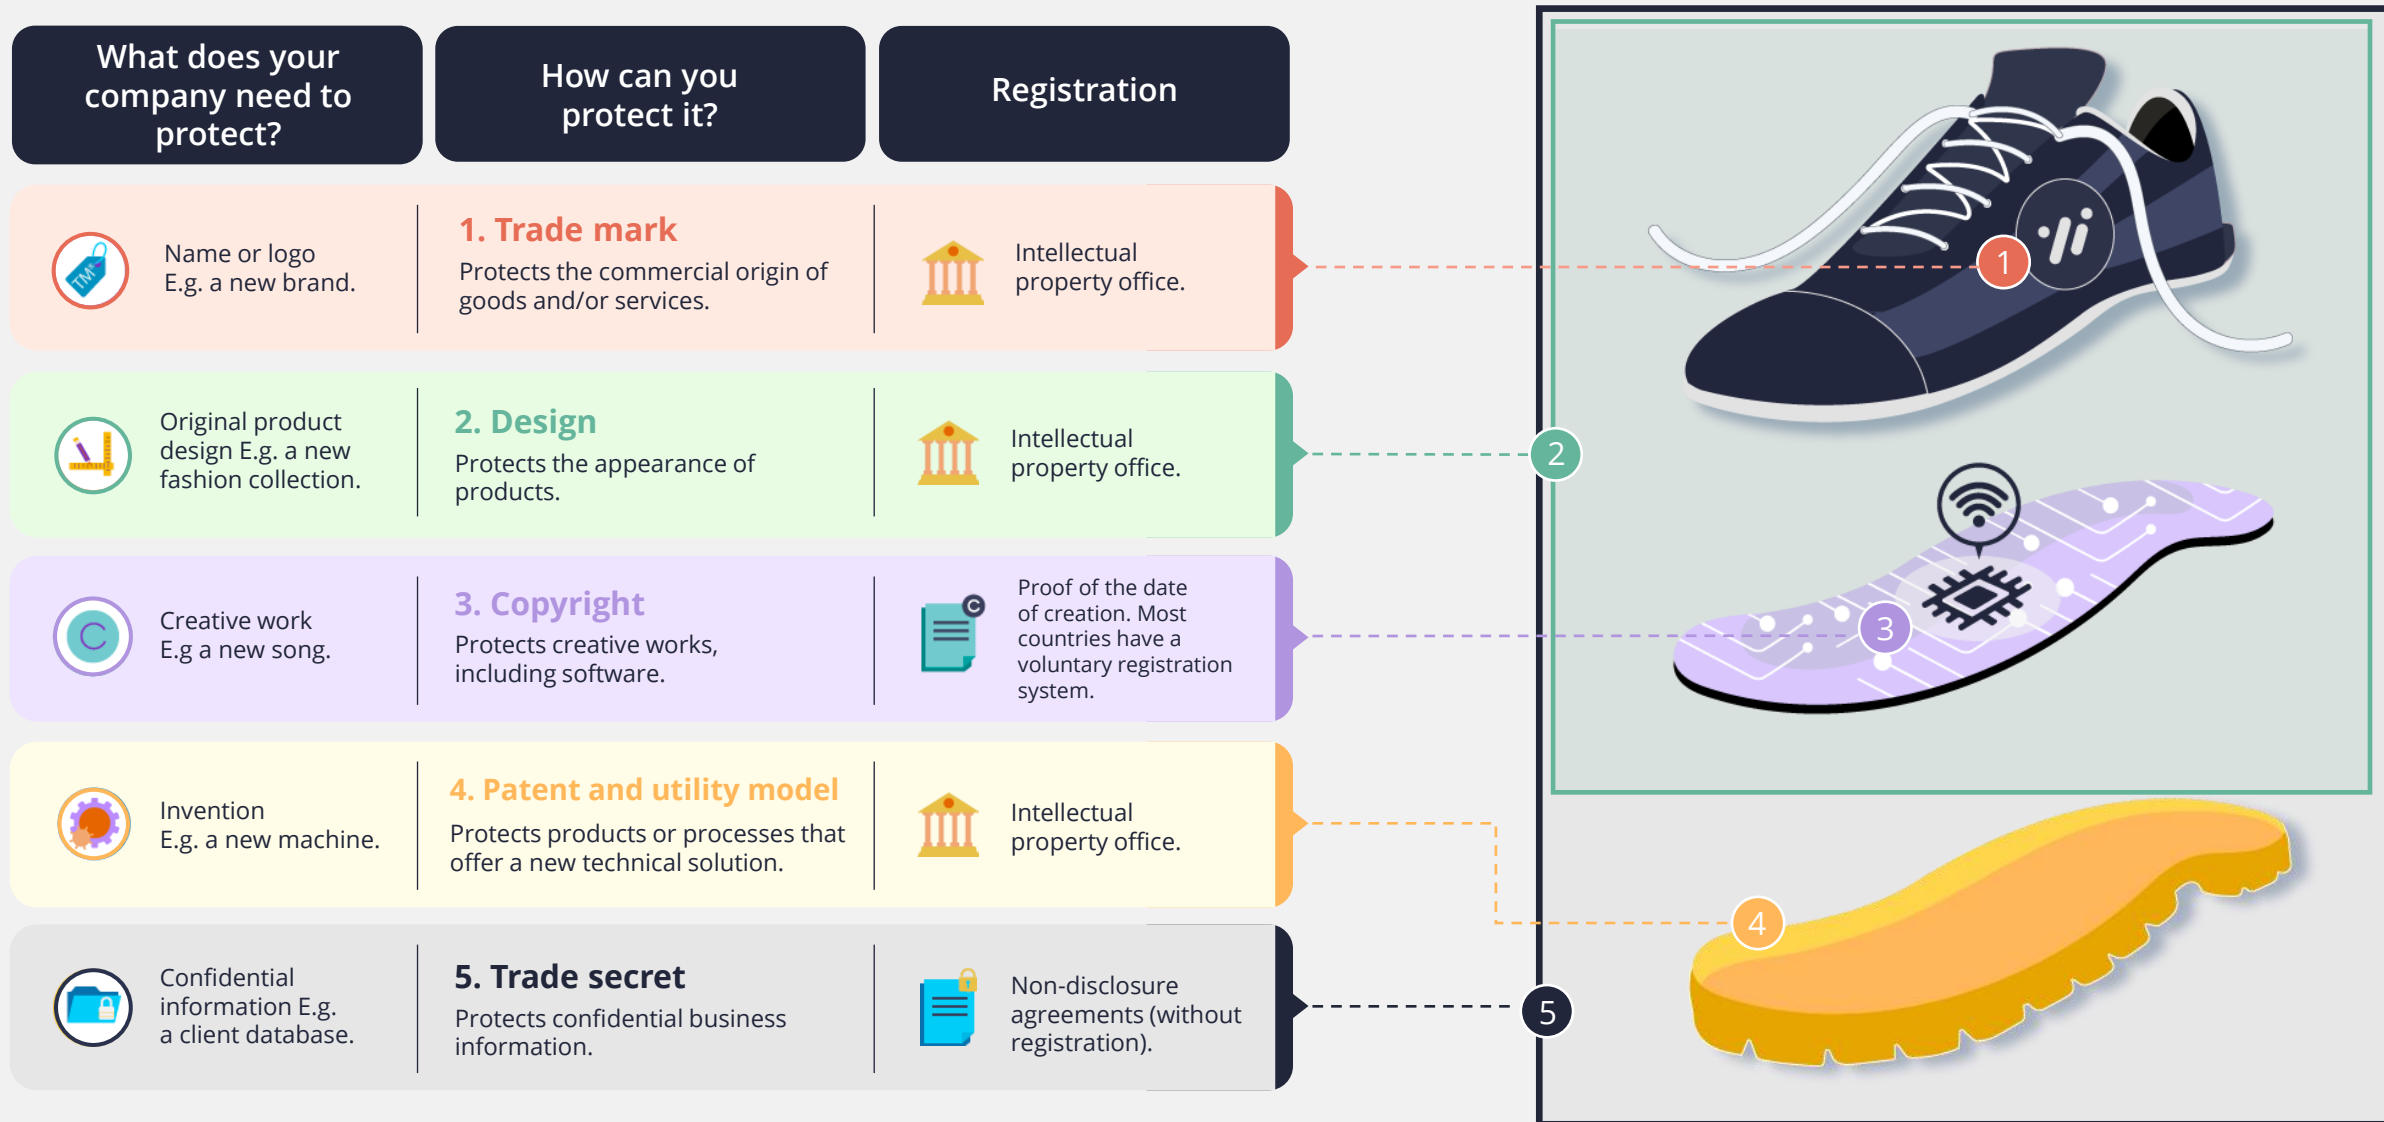 What does your
company need to
protect?
How can you
protect it?
Registration
Name or logo
E.g. a new brand.
1. Trade mark
Protects the commercial origin of
goods and/or services.
Intellectual
property office.
1
TM
Original product
design E.g. a new
fashion collection.
2. Design
Protects the appearance of
products.
Intellectual
property office.
2
C
Creative work
E.g a new song.
3. Copyright
Protects creative works,
including software.
C
Proof of the date
of creation. Most
countries have a
voluntary registration
system.
3
Invention
E.g. a new machine.
4. Patent and utility model
Protects products or processes that
offer a new technical solution.
Intellectual
property office.
4
Confidential
information E.g.
a client database.
5. Trade secret
Protects confidential business
information.
Non-disclosure
agreements (without
registration).
5